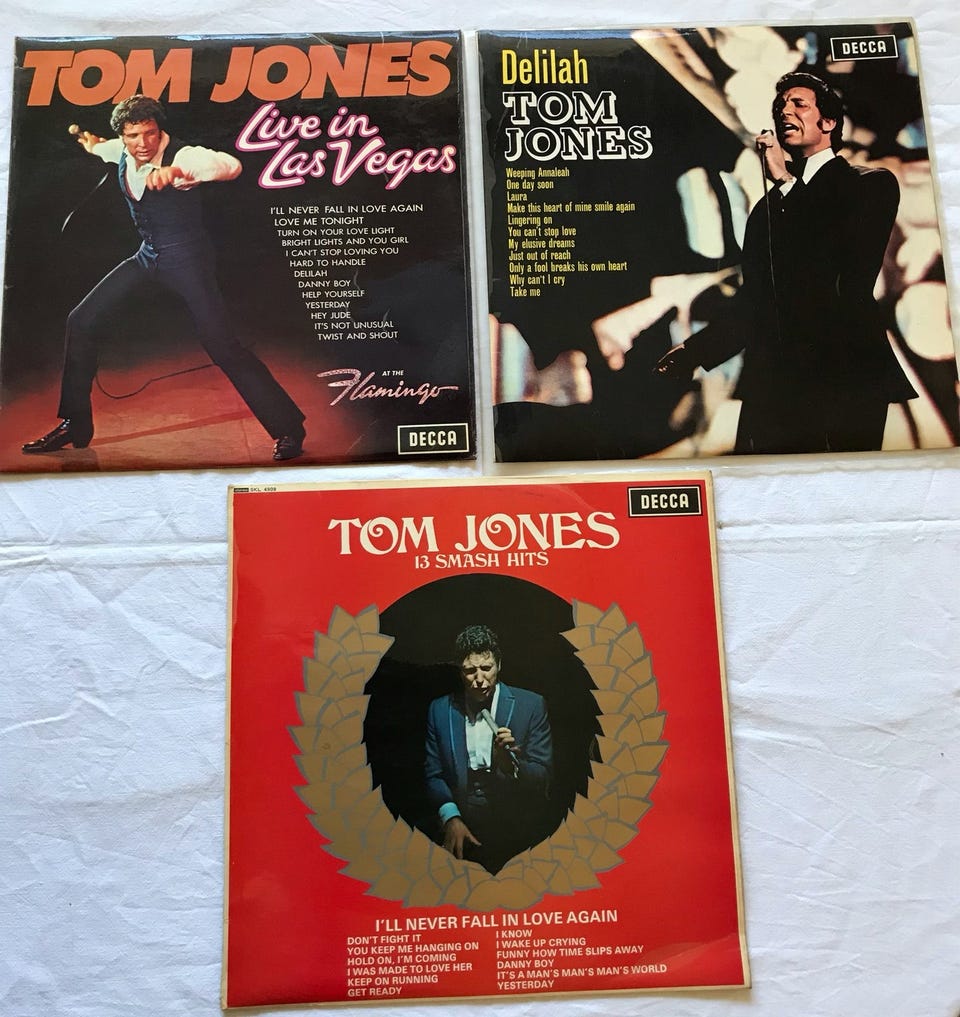 TOM JONES
Live in
Las Vegas
I'LL NEVER FALL IN LOVE AGAIN
LOVE ME TONIGHT
TURN ON YOUR LOVE LIGHT
BRIGHT LIGHTS AND YOU GIRL
I CAN'T STOP LOVING YOU
HARD TO HANDLE
DELILAH
DANNY BOY
HELP YOURSELF
YESTERDAY
HEY JUDE
IT'S NOT UNUSUAL
TWIST AND SHOUT
AT THE
Flamingo
DECCA
DECCA
Delilah
TOM
JONES
Weeping Annaleah
One day soon
Laura
Make this heart of mine smile again
Lingering on
You can't stop love
My elusive dreams
Just out of reach
Only a fool breaks his own heart
Why can't I cry
Take me
STEREO SKL 4909
DECCA
TOM JONES
13 SMASH HITS
I'LL NEVER FALL IN LOVE AGAIN
DON'T FIGHT IT
YOU KEEP ME HANGING ON
HOLD ON, I'M COMING
I WAS MADE TO LOVE HER
KEEP ON RUNNING
GET READY
I KNOW
I WAKE UP CRYING
FUNNY HOW TIME SLIPS AWAY
DANNY BOY
IT'S A MAN'S MAN'S MAN'S WORLD
YESTERDAY